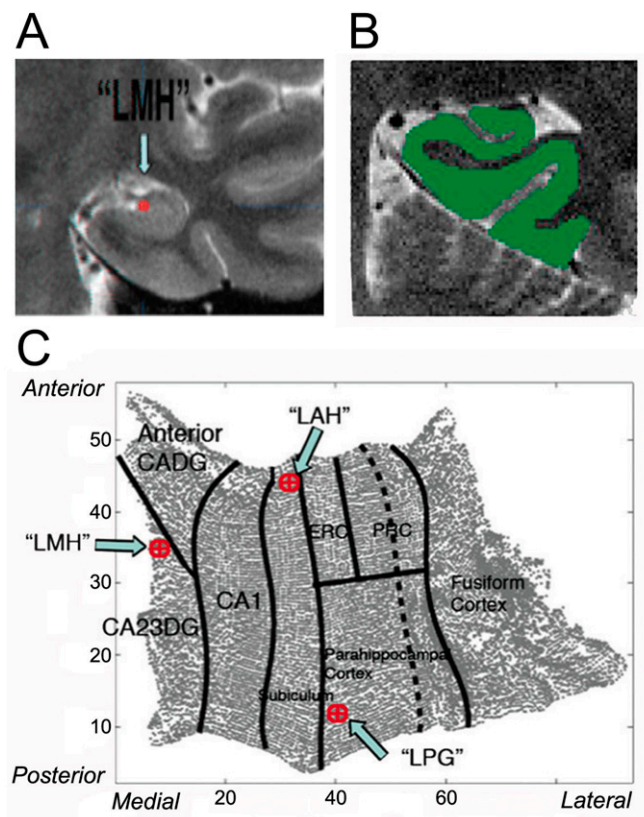 A
B
"LMH"
C
Anterior
Anterior
CADG
"LAH"
50
40
"LMH"
ERC
PRC
30
CA1
Fusiform
Cortex
CA23DG
20
Parahippocampal
Cortex
Subiculum
10
"LPG"
Posterior
Medial 20 40 60 Lateral